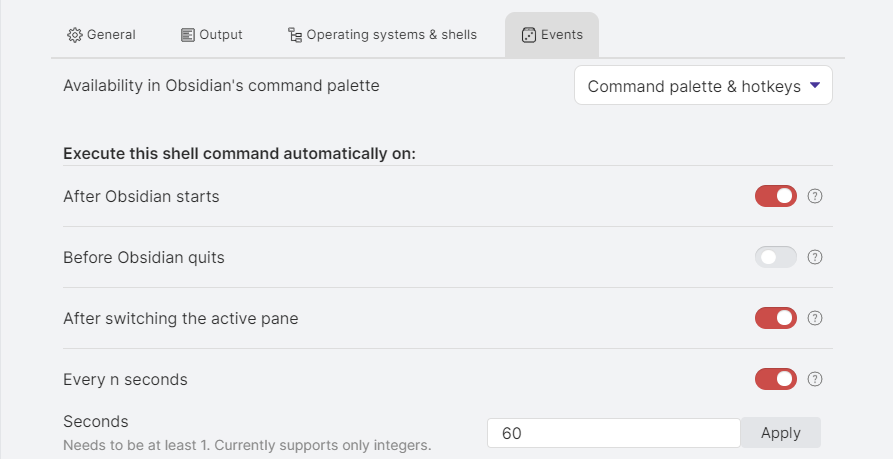 General Output Operating systems & shells Events
Availability in Obsidian's command palette Command palette & hotkeys
Execute this shell command automatically on:
After Obsidian starts ?
Before Obsidian quits ?
After switching the active pane ?
Every n seconds ?
Seconds
Needs to be at least 1. Currently supports only integers.
60 Apply